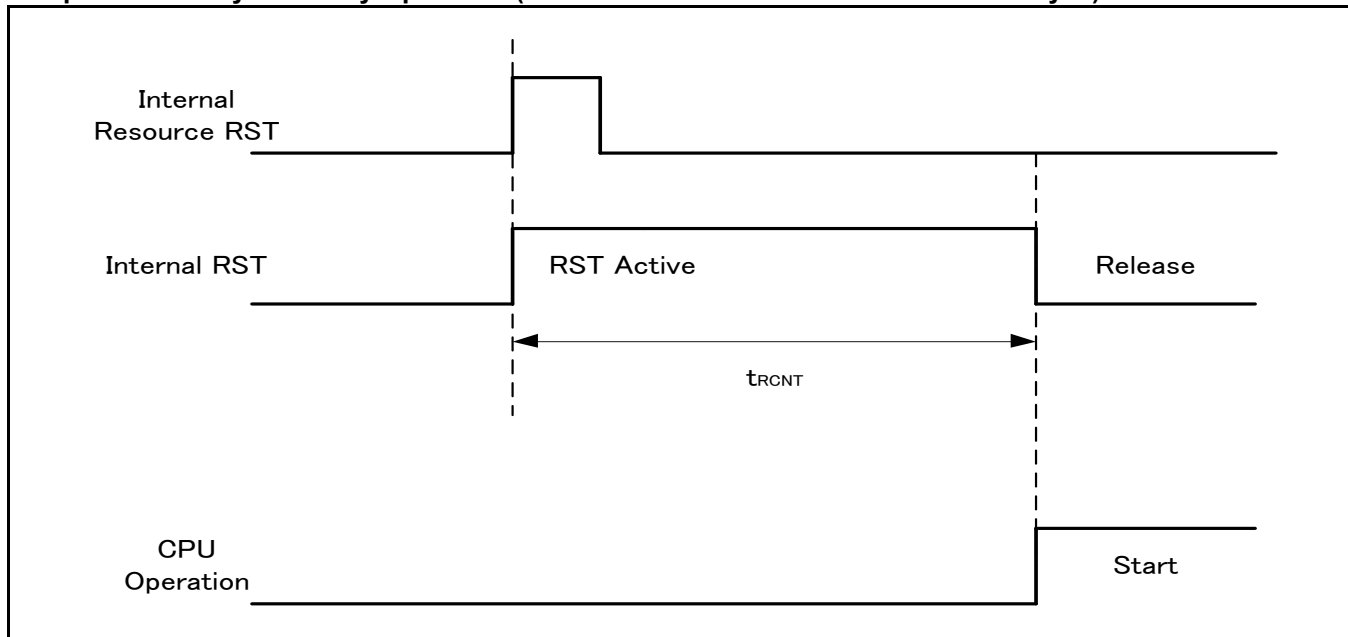 Internal
Resource RST
Internal RST
RST Active
Release
tRCNT
CPU
Operation
Start